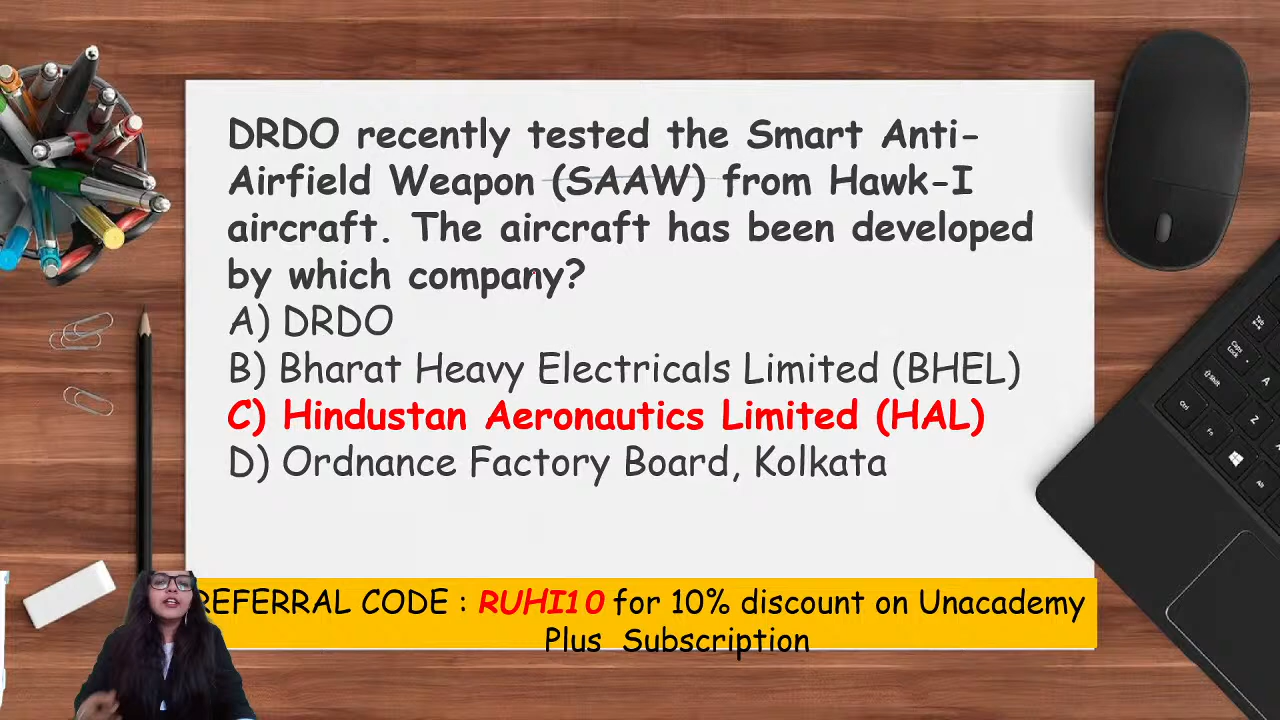 DRDO recently tested the Smart Anti-
Airfield Weapon (SAAW) from Hawk-I
aircraft. The aircraft has been developed
by which company?
A) DRDO
B) Bharat Heavy Electricals Limited (BHEL)
C) Hindustan Aeronautics Limited (HAL)
D) Ordnance Factory Board, Kolkata
REFERRAL CODE : RUHI10 for 10% discount on Unacademy
Plus Subscription